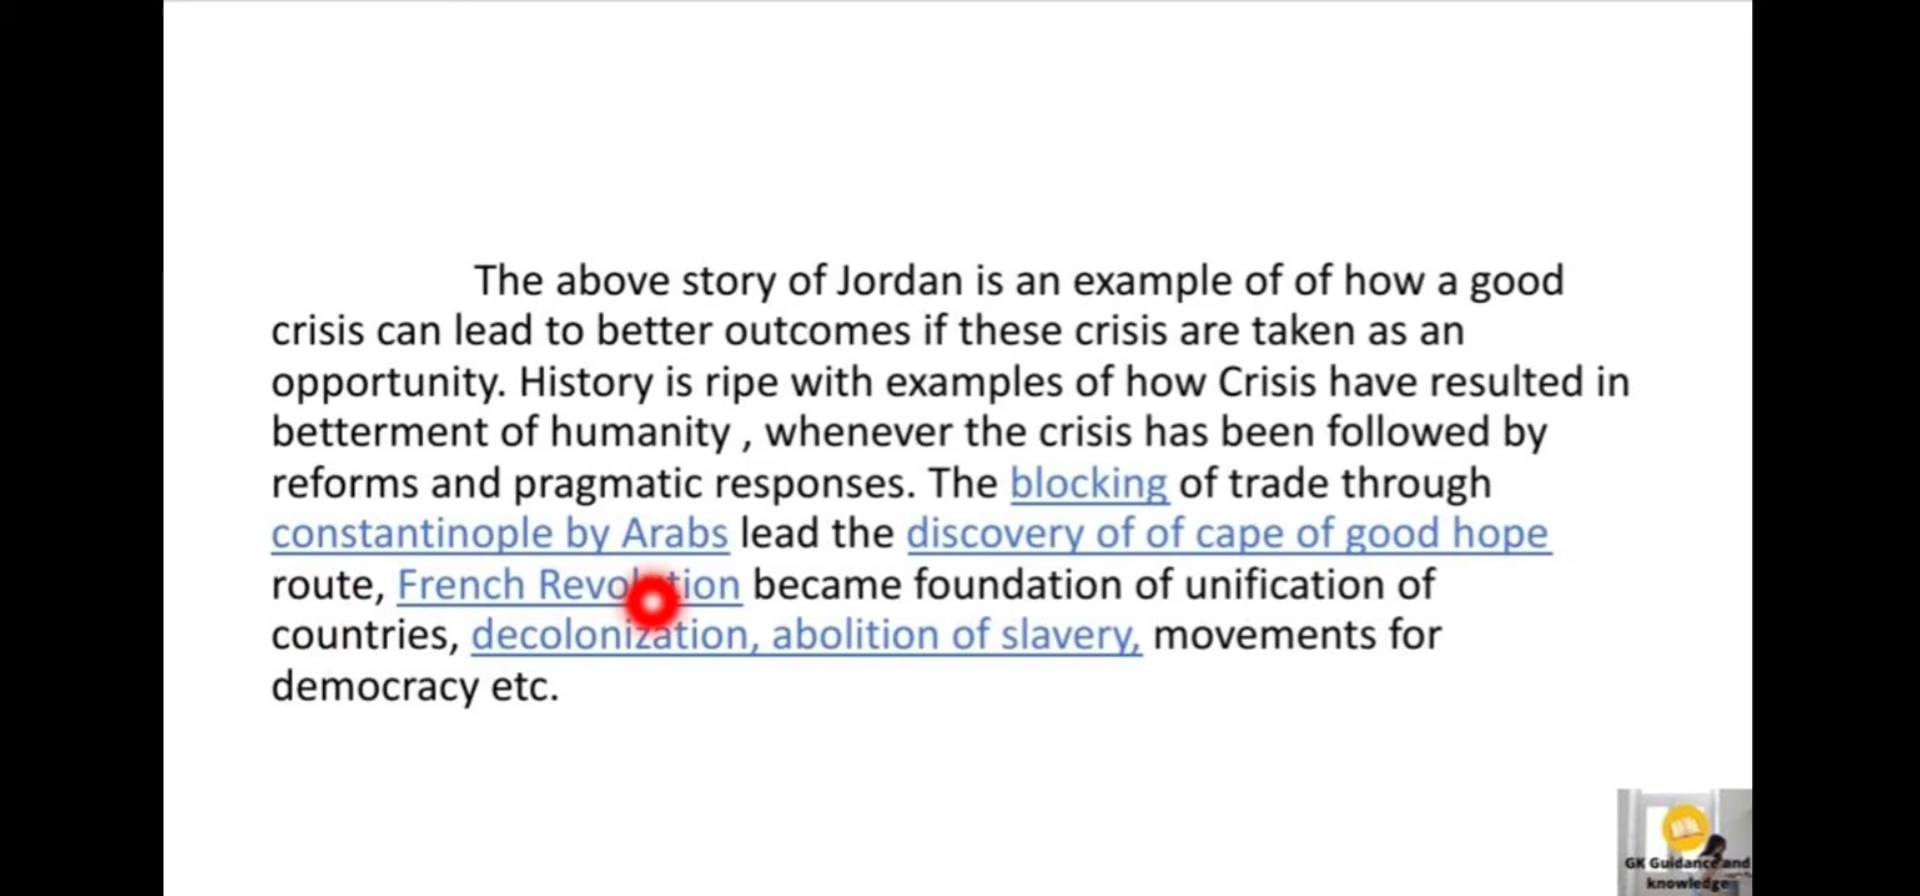 The above story of Jordan is an example of of how a good
crisis can lead to better outcomes if these crisis are taken as an
opportunity. History is ripe with examples of how Crisis have resulted in
betterment of humanity , whenever the crisis has been followed by
reforms and pragmatic responses. The blocking of trade through
constantinople by Arabs lead the discovery of of cape of good hope
route, French Revolution became foundation of unification of
countries, decolonization, abolition of slavery, movements for
democracy etc.
GK Guidance and
knowledge